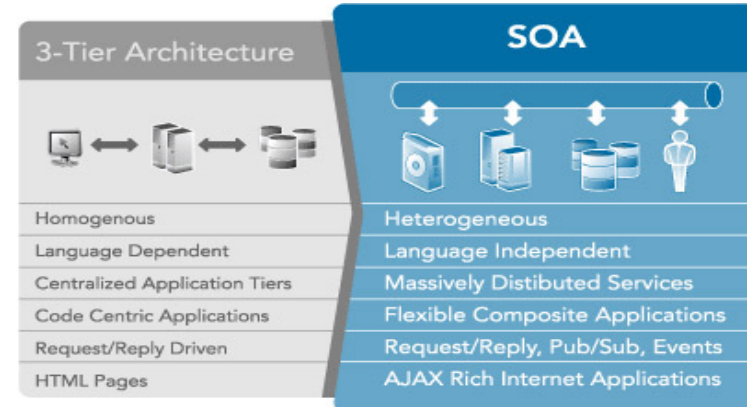 3-Tier Architecture
SOA
Homogenous
Heterogeneous
Language Dependent
Language Independent
Centralized Application Tiers
Massively Distibuted Services
Code Centric Applications
Flexible Composite Applications
Request/Reply Driven
Request/Reply, Pub/Sub, Events
HTML Pages
AJAX Rich Internet Applications